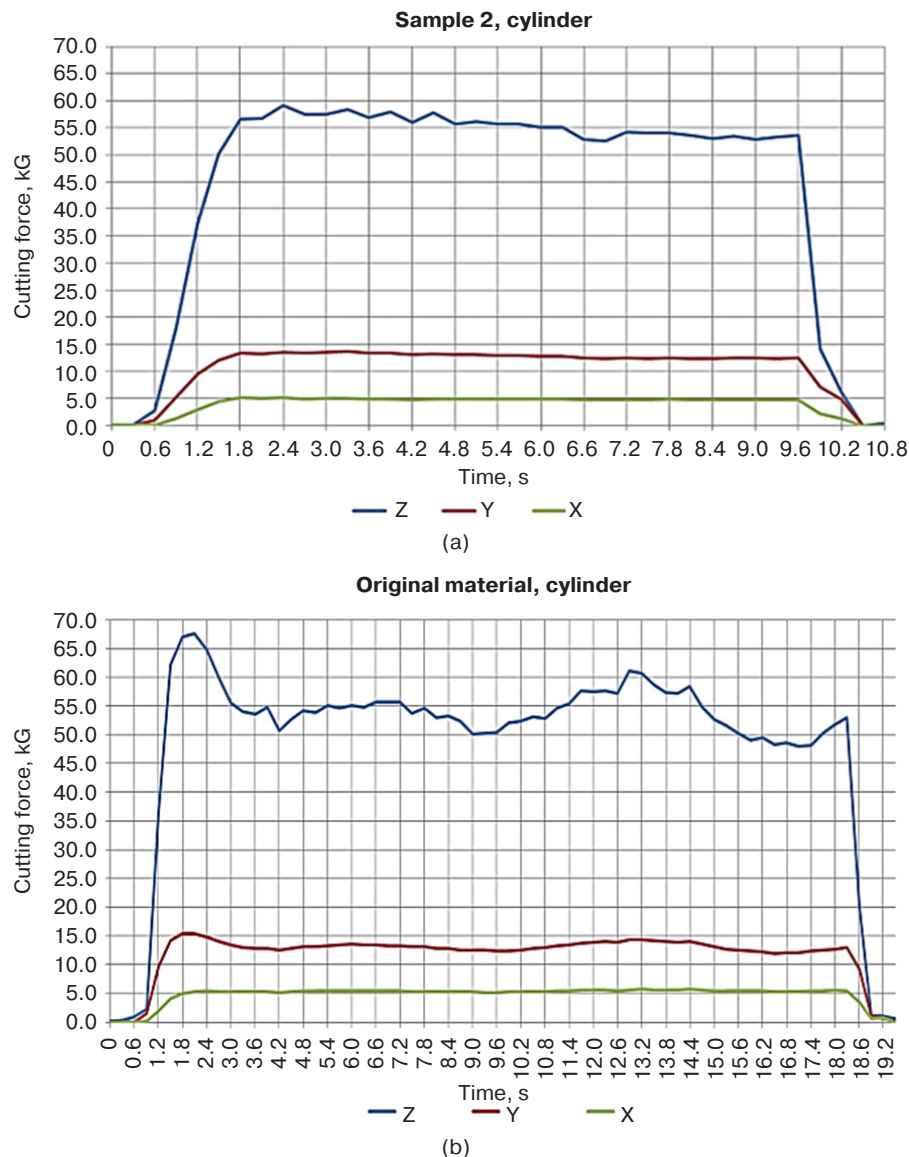 Sample 2, cylinder
70.0
65.0
60.0
55.0
50.0
45.0
40.0
35.0
30.0
25.0
20.0
15.0
10.0
5.0
0.0
Cutting force, kG
0 0.6 1.2 1.8 2.4 3.0 3.6 4.2 4.8 5.4 6.0 6.6 7.2 7.8 8.4 9.0 9.6 10.2 10.8
Time, s
Z Y X
(a)
Original material, cylinder
70.0
65.0
60.0
55.0
50.0
45.0
40.0
35.0
30.0
25.0
20.0
15.0
10.0
5.0
0.0
Cutting force, kG
0 0.6 1.2 1.8 2.4 3.0 3.6 4.2 4.8 5.4 6.0 6.6 7.2 7.8 8.4 9.0 9.6 10.2 10.8 11.4 12.0 12.6 13.2 13.8 14.4 15.0 15.6 16.2 16.8 17.4 18.0 18.6 19.2
Time, s
Z Y X
(b)